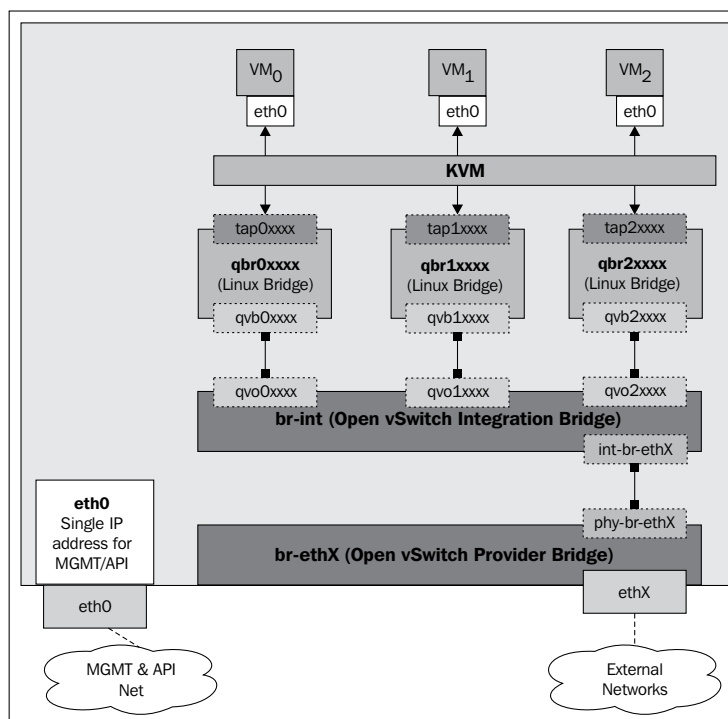 VM0
VM1
VM2
eth0
eth0
eth0
KVM
tap0xxxx
tap1xxxx
tap2xxxx
qbr0xxxx
(Linux Bridge)
qbr1xxxx
(Linux Bridge)
qbr2xxxx
(Linux Bridge)
qvb0xxxx
qvb1xxxx
qvb2xxxx
qvo0xxxx
qvo1xxxx
qvo2xxxx
br-int (Open vSwitch Integration Bridge)
int-br-ethX
eth0
Single IP
address for
MGMT/API
phy-br-ethX
br-ethX (Open vSwitch Provider Bridge)
eth0
ethX
MGMT & API
Net
External
Networks